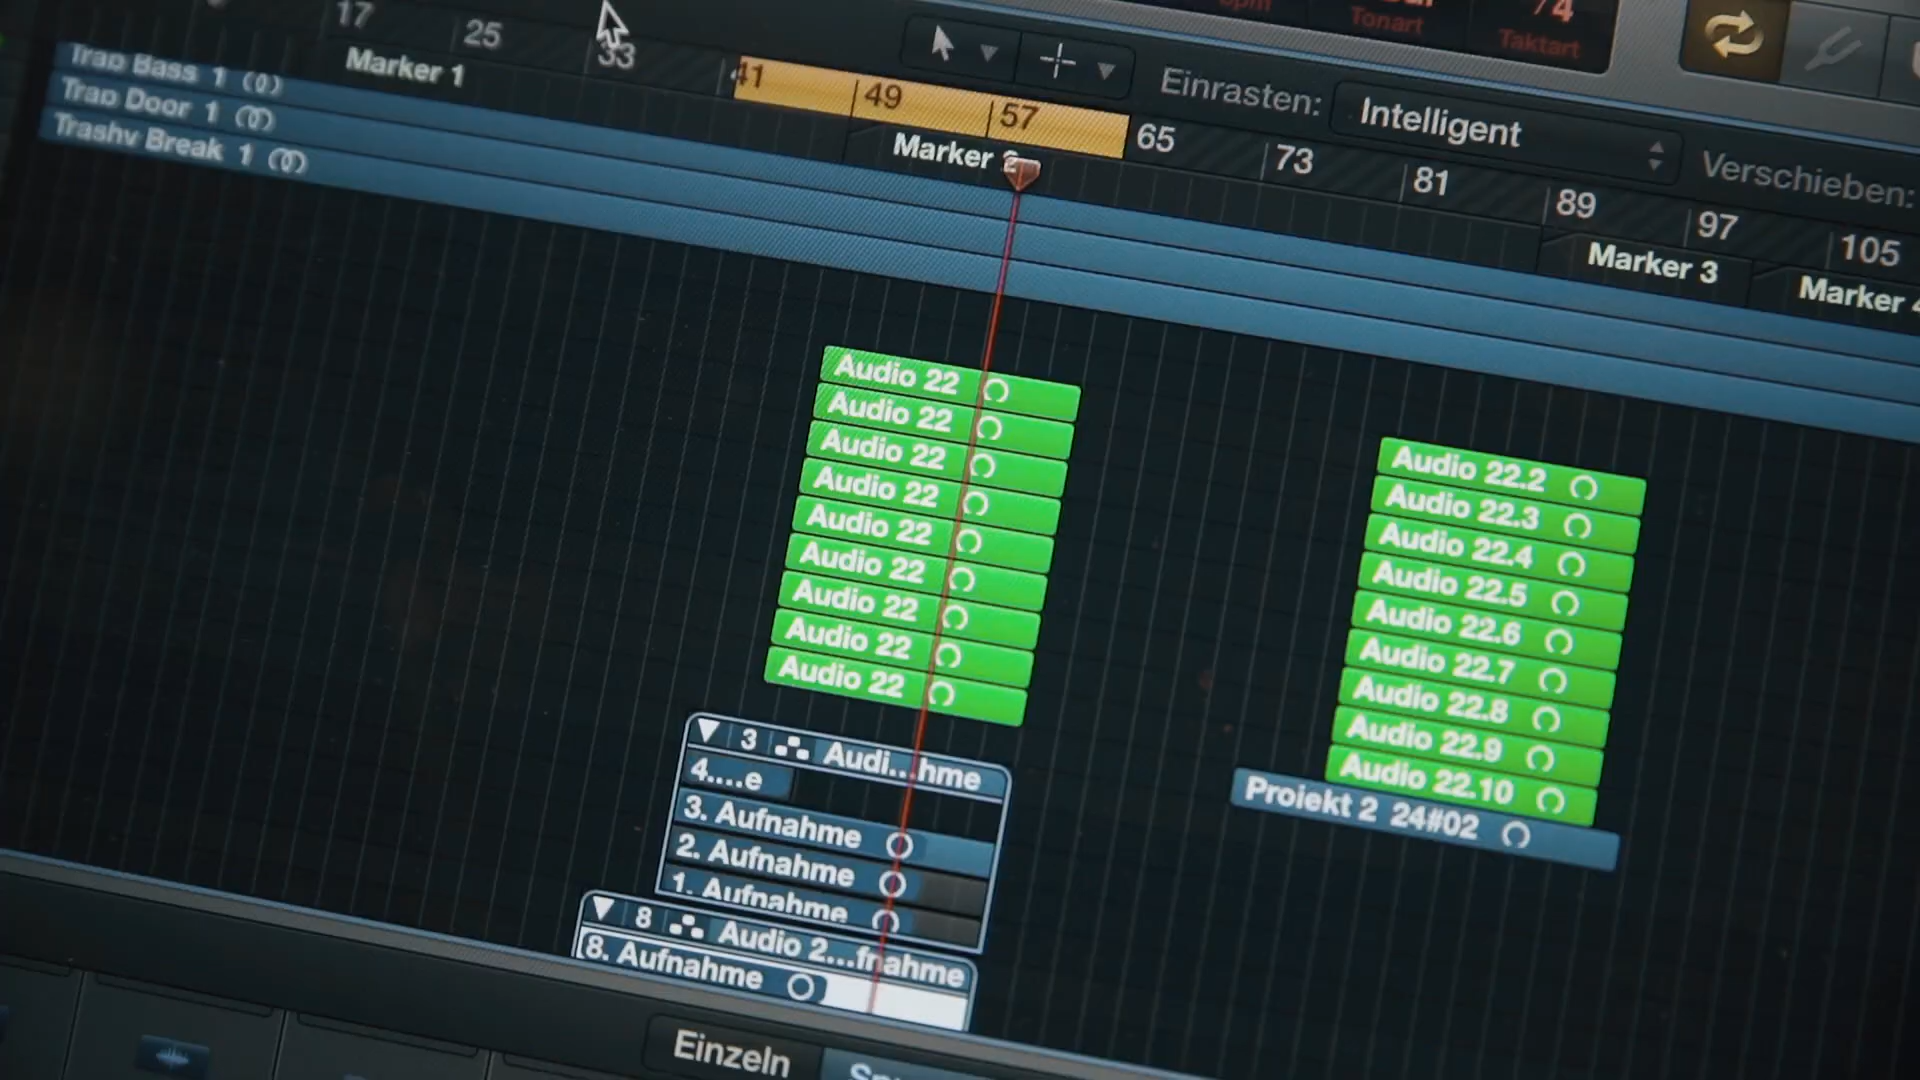 Tonart
Taktart
17
25
33
41
49
57
65
73
81
89
97
105
Einrasten:
Intelligent
Verschieben:
Marker 1
Marker
Marker 3
Marker
Trap Bass 1
Trap Door 1
Trashy Break 1
Audio 22
Audio 22
Audio 22
Audio 22
Audio 22
Audio 22
Audio 22
Audio 22
Audio 22
Audio 22.2
Audio 22.3
Audio 22.4
Audio 22.5
Audio 22.6
Audio 22.7
Audio 22.8
Audio 22.9
Audio 22.10
Projekt 2 24#02
3 Audi...hme
4....e
3. Aufnahme
2. Aufnahme
1. Aufnahme
8 Audio 2...fnahme
8. Aufnahme
Einzeln